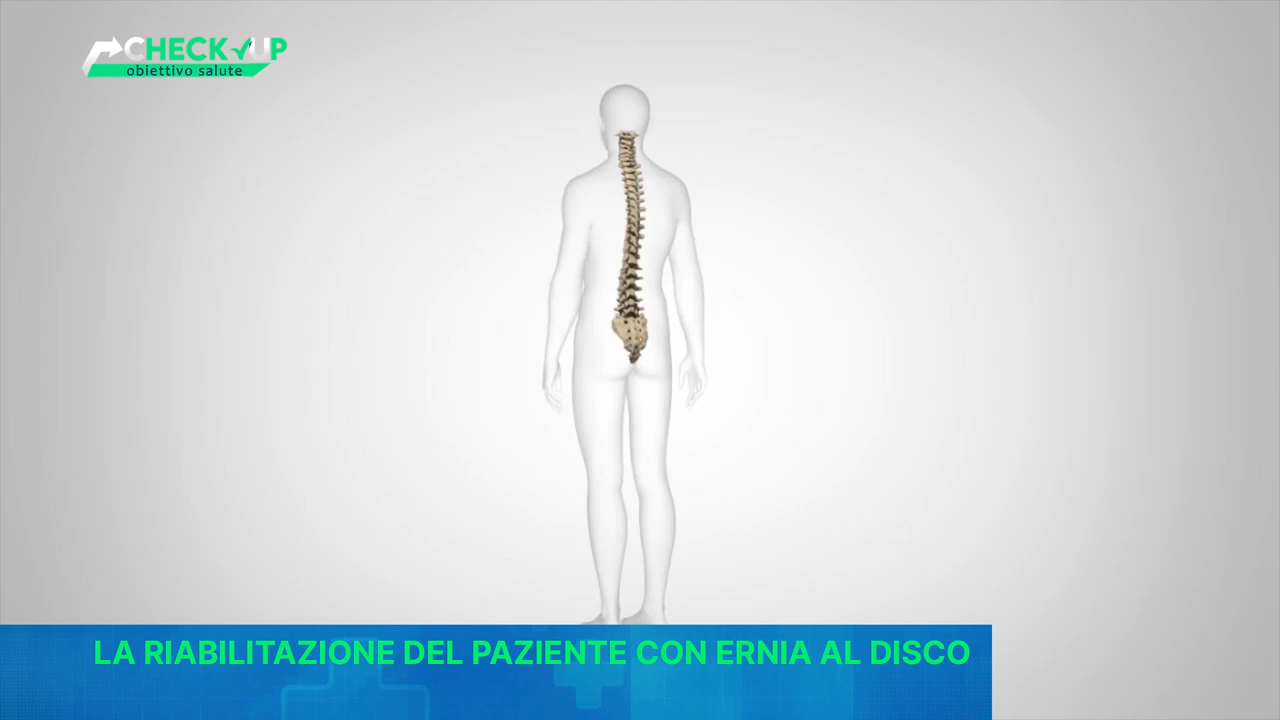 CHECK UP
obiettivo salute
LA RIABILITAZIONE DEL PAZIENTE CON ERNIA AL DISCO